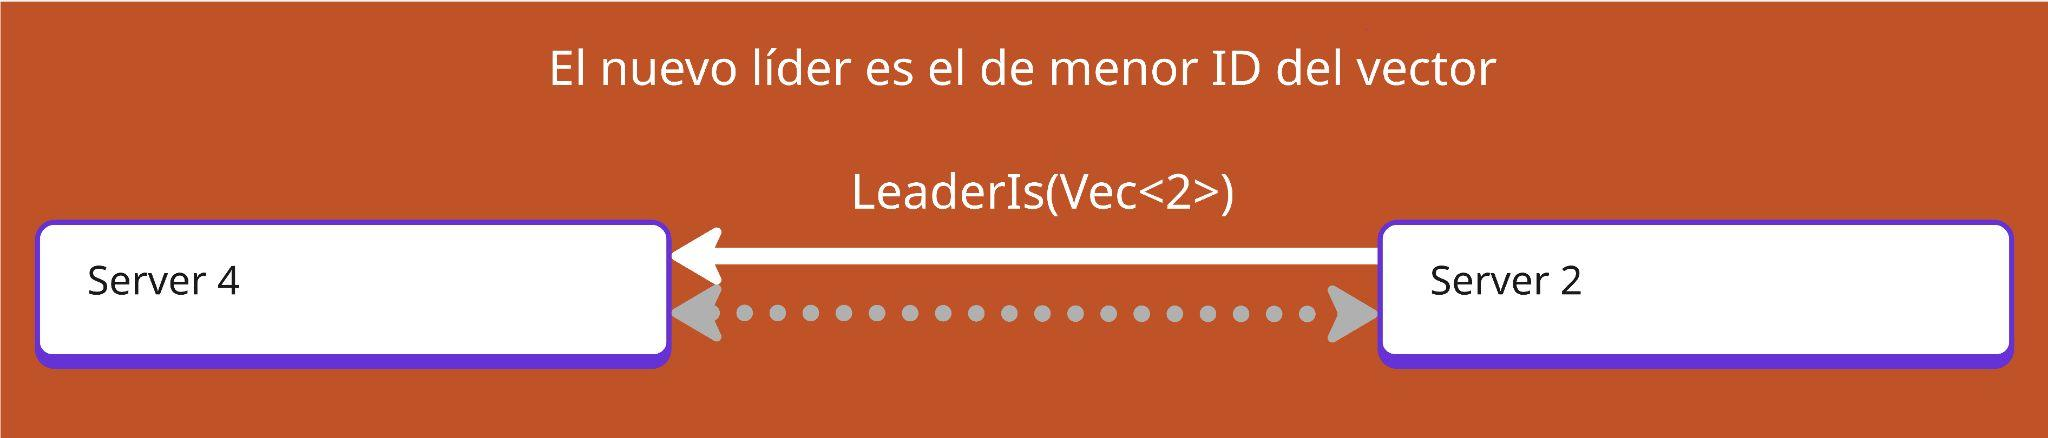 El nuevo líder es el de menor ID del vector
LeaderIs(Vec<2>)
Server 4
Server 2